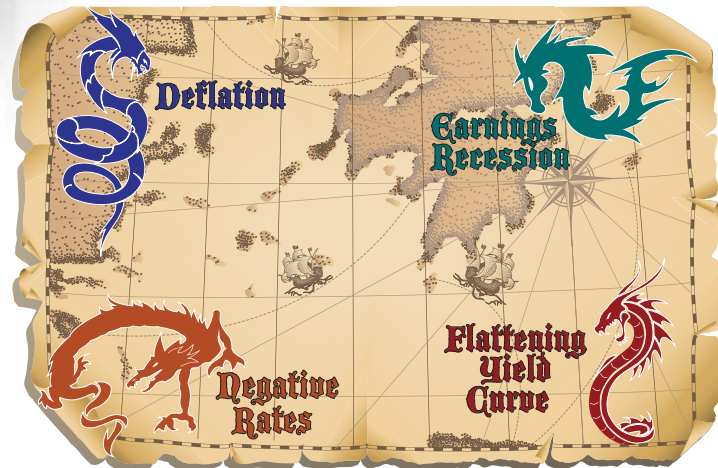 Deflation
Earnings
Recession
Flattening
Yield
Curve
Negative
Rates